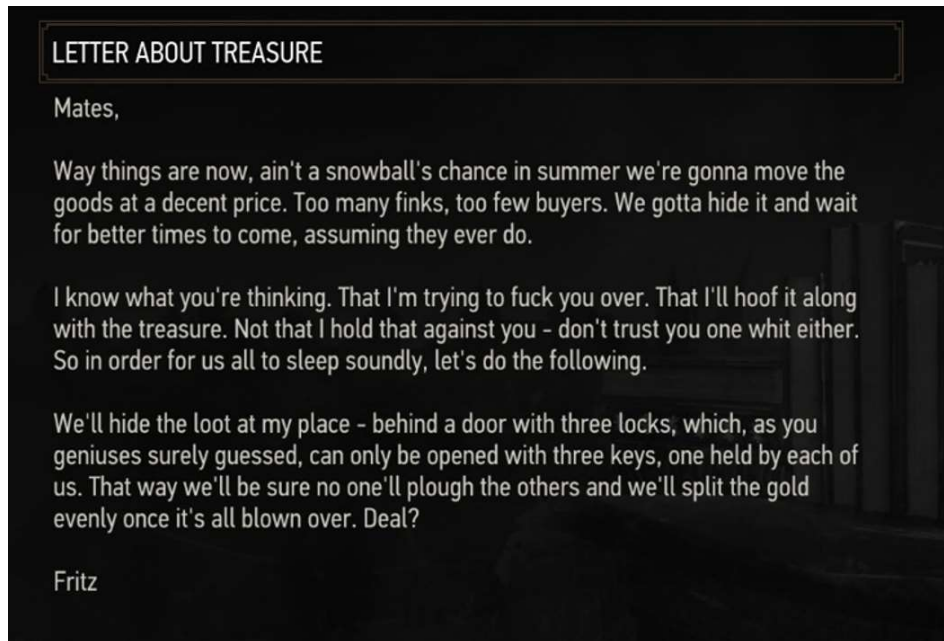 LETTER ABOUT TREASURE
Mates,
Way things are now, ain't a snowball's chance in summer we're gonna move the
goods at a decent price. Too many finks, too few buyers. We gotta hide it and wait
for better times to come, assuming they ever do.
I know what you're thinking. That I'm trying to fuck you over. That I'll hoof it along
with the treasure. Not that I hold that against you - don't trust you one whit either.
So in order for us all to sleep soundly, let's do the following.
We'll hide the loot at my place - behind a door with three locks, which, as you
geniuses surely guessed, can only be opened with three keys, one held by each of
us. That way we'll be sure no one'll plough the others and we'll split the gold
evenly once it's all blown over. Deal?
Fritz